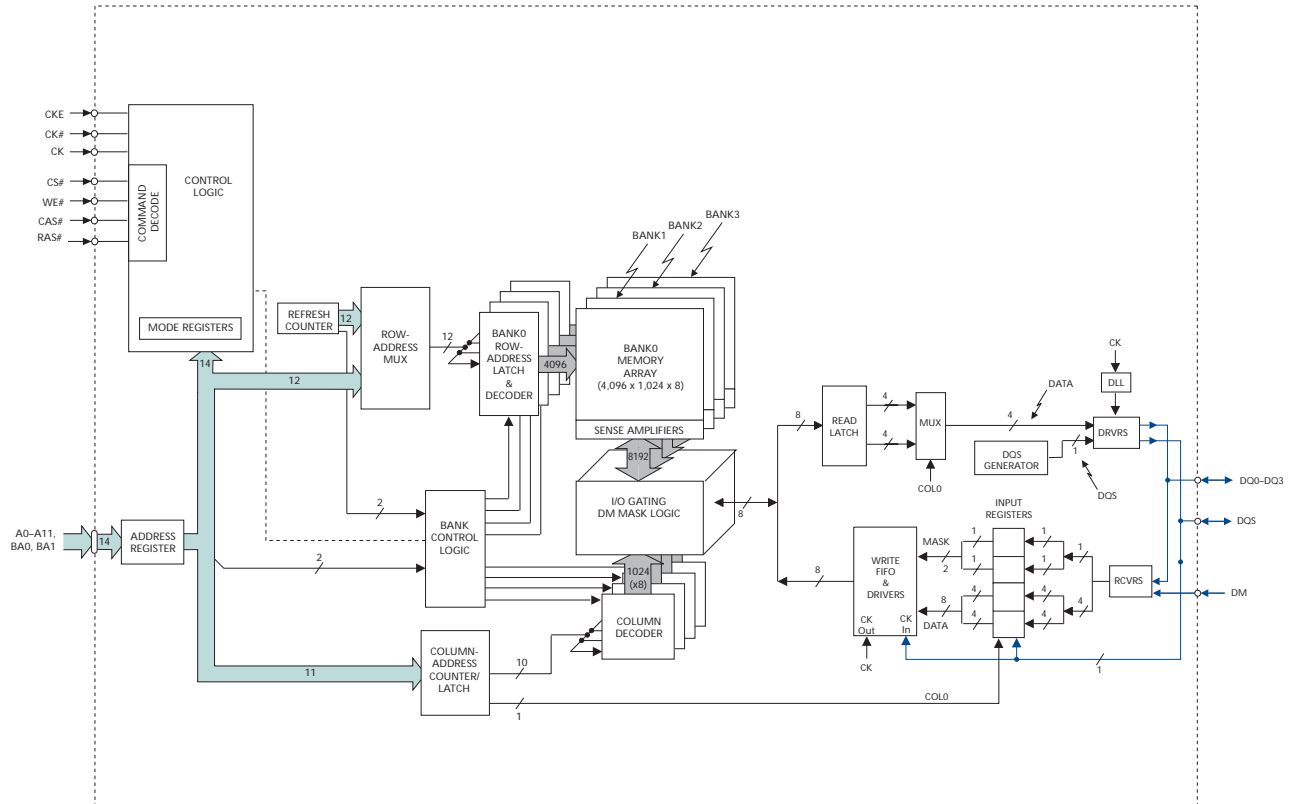 CKE
CK#
CK
CS#
WE#
CAS#
RAS#
COMMAND
DECODE
CONTROL
LOGIC
MODE REGISTERS
14
BANK3
BANK2
BANK1
REFRESH
COUNTER
12
ROW-
ADDRESS
MUX
12
12
BANK0
ROW-
ADDRESS
LATCH
&
DECODER
4096
BANK0
MEMORY
ARRAY
(4,096 x 1,024 x 8)
SENSE AMPLIFIERS
8192
I/O GATING
DM MASK LOGIC
8
8
READ
LATCH
4
4
MUX
COL0
4
DATA
CK
DLL
DRVRS
DQS
GENERATOR
1
DQS
DQ0–DQ3
DQS
DM
A0–A11,
BA0, BA1
14
ADDRESS
REGISTER
2
2
BANK
CONTROL
LOGIC
1024
(x8)
COLUMN
DECODER
11
COLUMN-
ADDRESS
COUNTER/
LATCH
10
1
COL0
8
WRITE
FIFO
&
DRIVERS
CK
Out
CK
In
CK
MASK
2
8
DATA
INPUT
REGISTERS
1
1
4
4
1
1
4
4
1
4
RCVRS
1